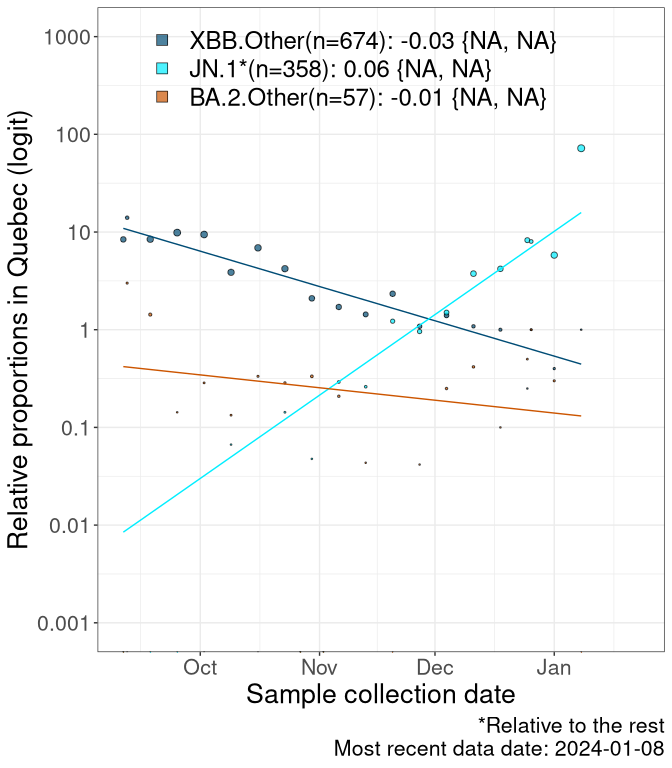 XBB.Other(n=674): -0.03 {NA, NA}
JN.1*(n=358): 0.06 {NA, NA}
BA.2.Other(n=57): -0.01 {NA, NA}
Relative proportions in Quebec (logit)
1000
100
10
1
0.1
0.01
0.001
Oct Nov Dec Jan
Sample collection date
*Relative to the rest
Most recent data date: 2024-01-08